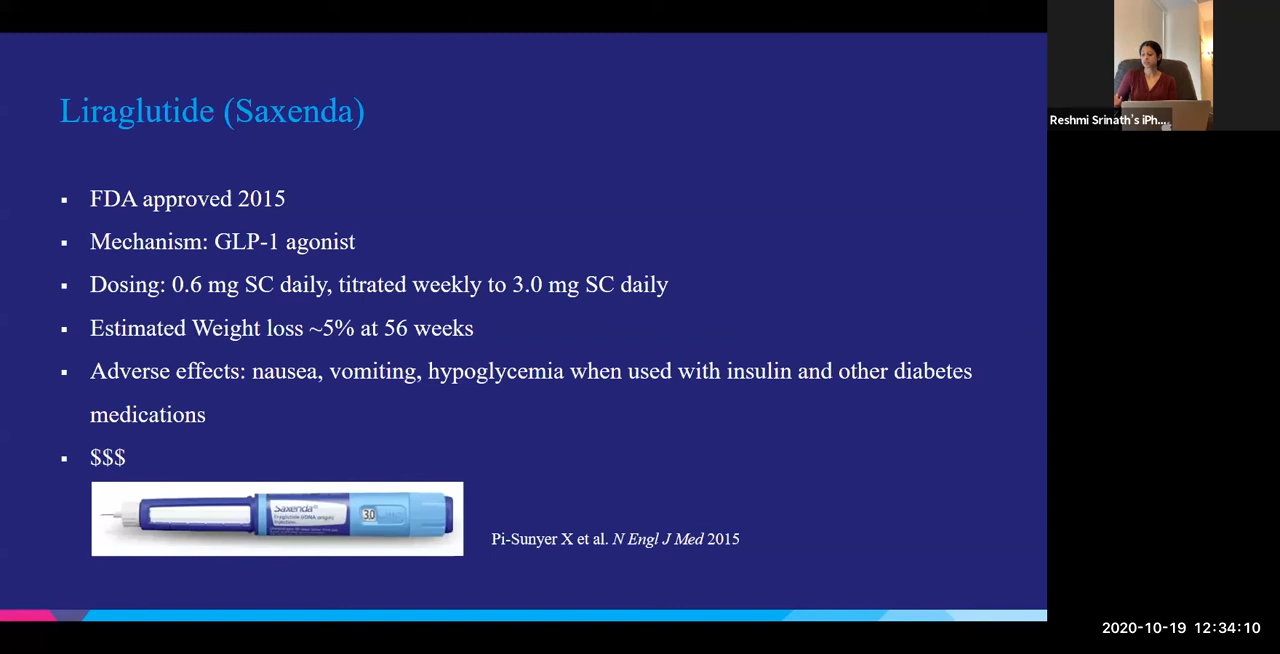 Liraglutide (Saxenda)
▪ FDA approved 2015
▪ Mechanism: GLP-1 agonist
▪ Dosing: 0.6 mg SC daily, titrated weekly to 3.0 mg SC daily
▪ Estimated Weight loss ~5% at 56 weeks
▪ Adverse effects: nausea, vomiting, hypoglycemia when used with insulin and other diabetes
medications
▪ $$$
Saxenda®
3.0
Pi-Sunyer X et al. N Engl J Med 2015
Reshmi Srinath's iPh...
2020-10-19 12:34:10